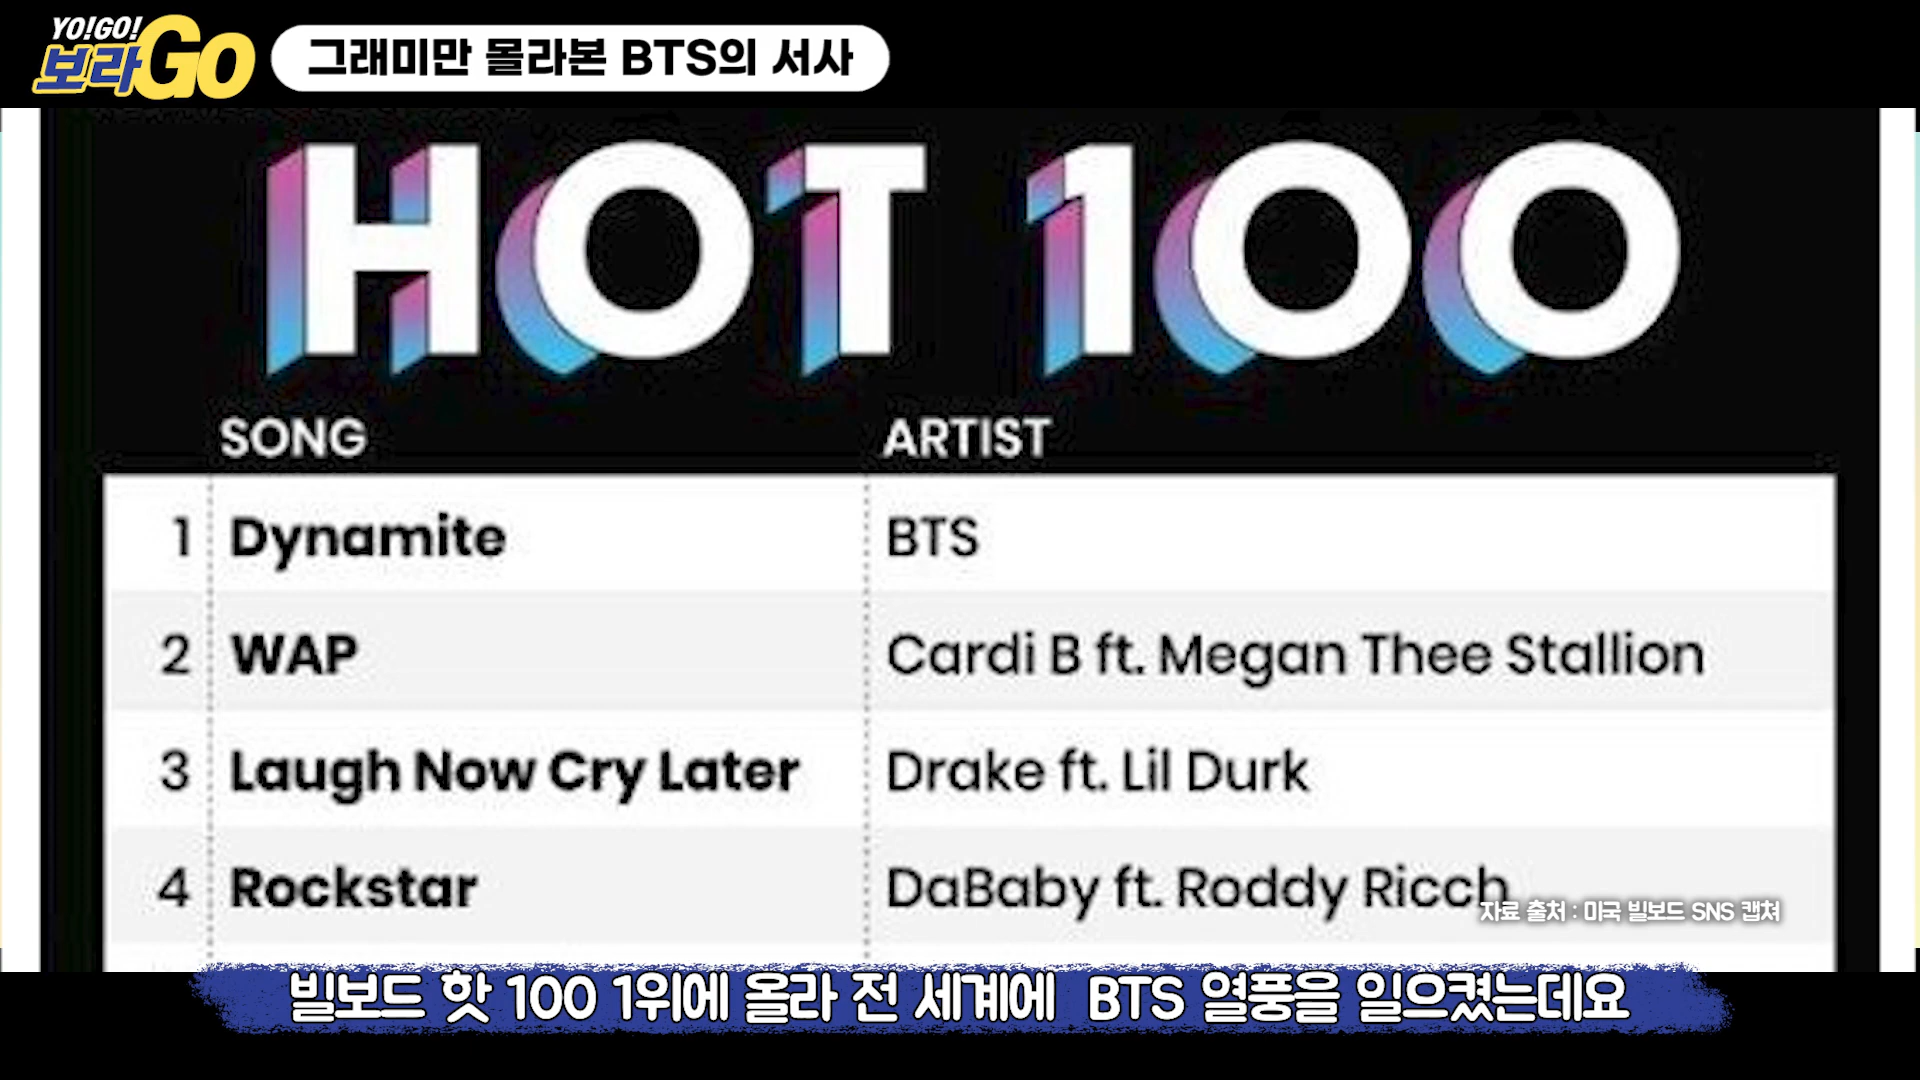 YO!GO!
보라GO
그래미만 몰라본 BTS의 서사
HOT 100
SONG ARTIST
1 Dynamite BTS
2 WAP Cardi B ft. Megan Thee Stallion
3 Laugh Now Cry Later Drake ft. Lil Durk
4 Rockstar DaBaby ft. Roddy Ricch
자료 출처 : 미국 빌보드 SNS 캡쳐
빌보드 핫 100 1위에 올라 전 세계에 BTS 열풍을 일으켰는데요